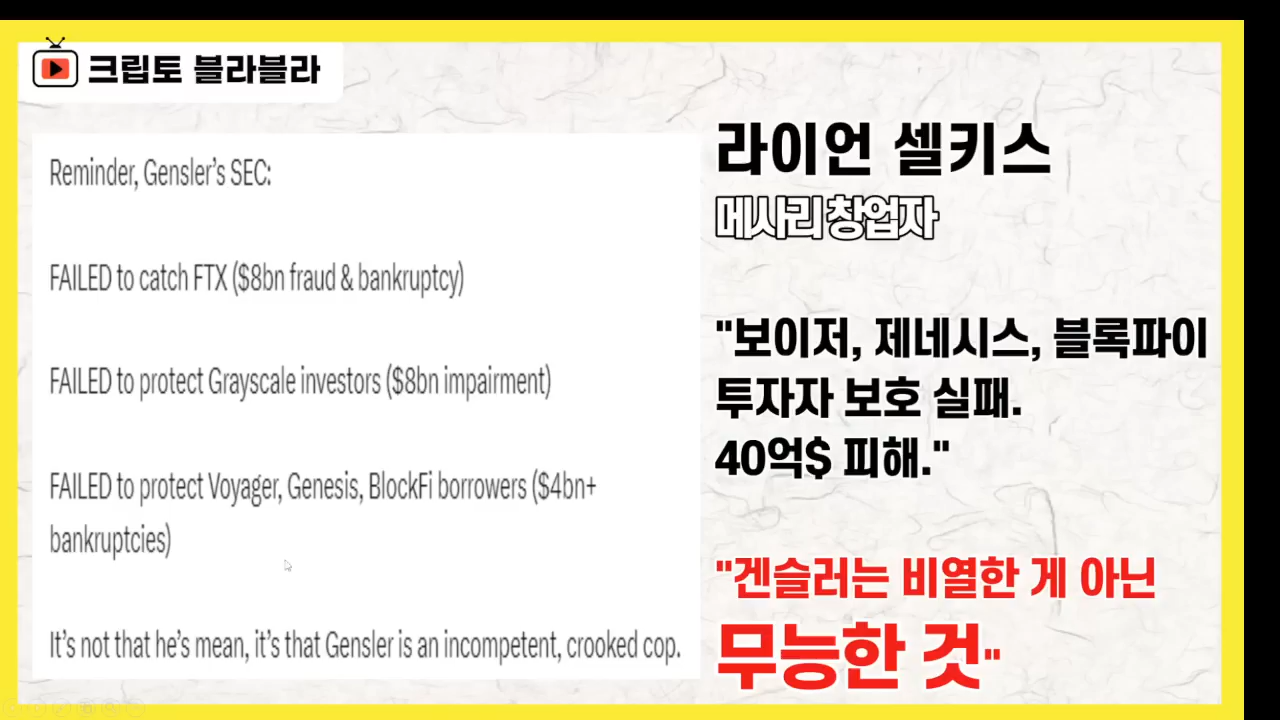 크립토 블라블라
Reminder, Gensler's SEC:
FAILED to catch FTX ($8bn fraud & bankruptcy)
FAILED to protect Grayscale investors ($8bn impairment)
FAILED to protect Voyager, Genesis, BlockFi borrowers ($4bn+
bankruptcies)
It's not that he's mean, it's that Gensler is an incompetent, crooked cop.
라이언 셀키스
메사리 창업자
"보이저, 제네시스, 블록파이
투자자 보호 실패.
40억$ 피해."
"겐슬러는 비열한 게 아닌
무능한 것"